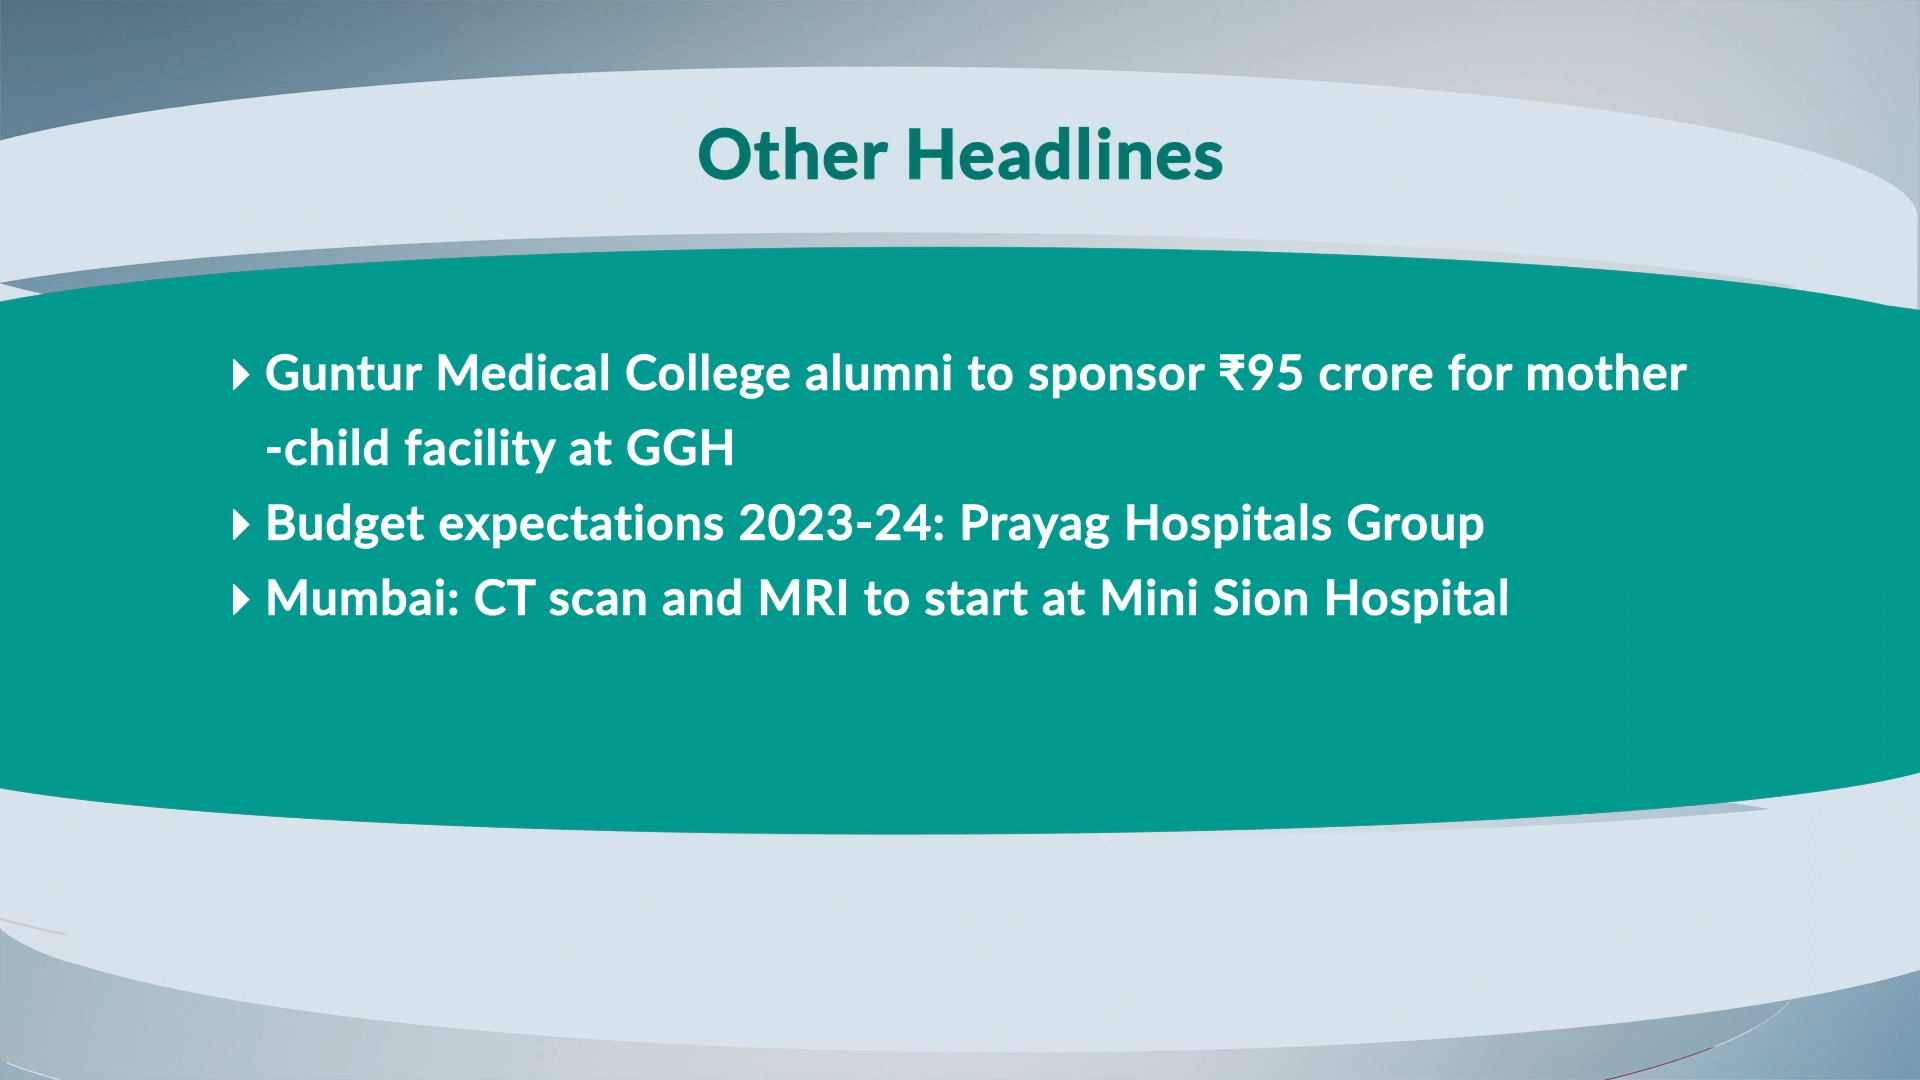 Other Headlines
Guntur Medical College alumni to sponsor ₹95 crore for mother
-child facility at GGH
Budget expectations 2023-24: Prayag Hospitals Group
Mumbai: CT scan and MRI to start at Mini Sion Hospital